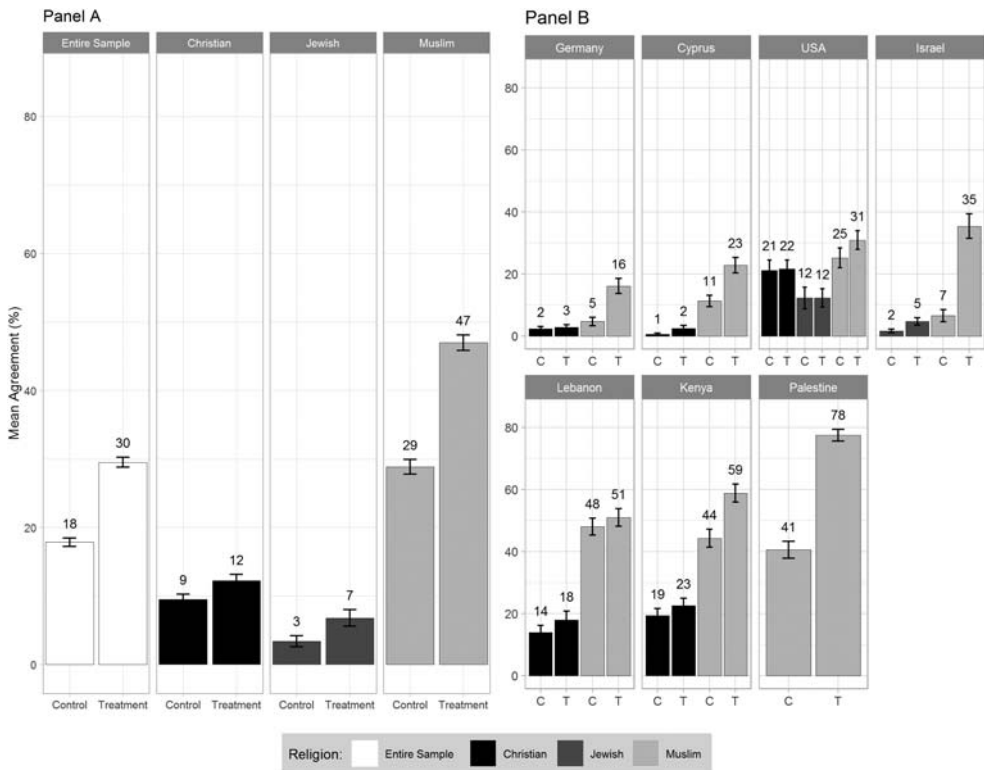 Panel A
Entire Sample Christian Jewish Muslim
Mean Agreement (%)
80
60
40
20
0
18 30
9 12
3 7
29 47
Control Treatment Control Treatment Control Treatment Control Treatment
Panel B
Germany Cyprus USA Israel
80
60
40
20
0
2 3 5 16
1 2 11 23
21 22 12 12 25 31
2 5 7 35
C T C T C T C T C T C T C T C T C T
Lebanon Kenya Palestine
80
60
40
20
0
14 18 48 51
19 23 44 59
41 78
C T C T C T C T C T
Religion: Entire Sample Christian Jewish Muslim